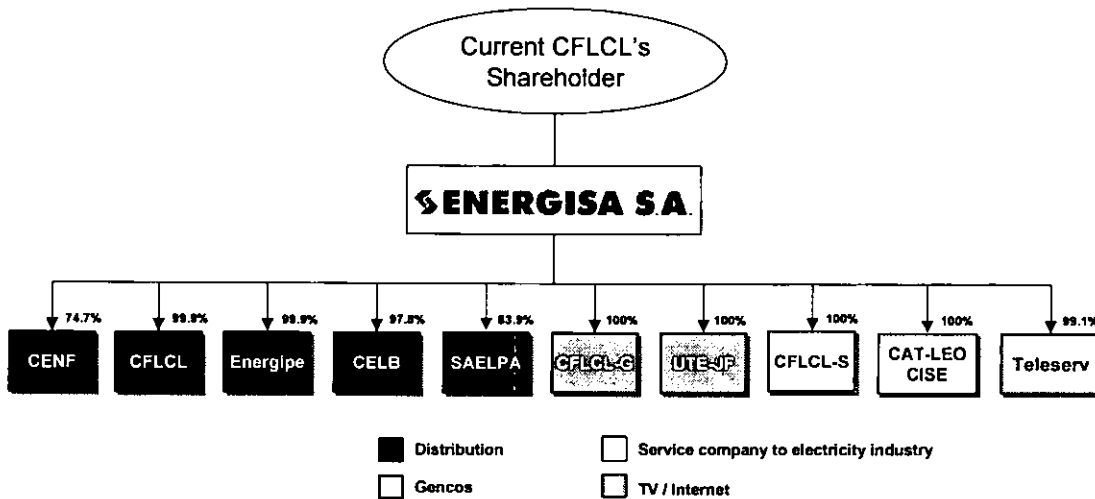 Current CFLCL's
Shareholder
ENERGISA S.A.
74.7% 99.9% 99.9% 97.8% 83.9% 100% 100% 100% 100% 99.1%
CENF CFLCL Energipe CELB SAELPA CFLCL-G UTE-JF CFLCL-S CAT-LEO Teleserv
CISE
Distribution Service company to electricity industry
Gencos TV / Internet